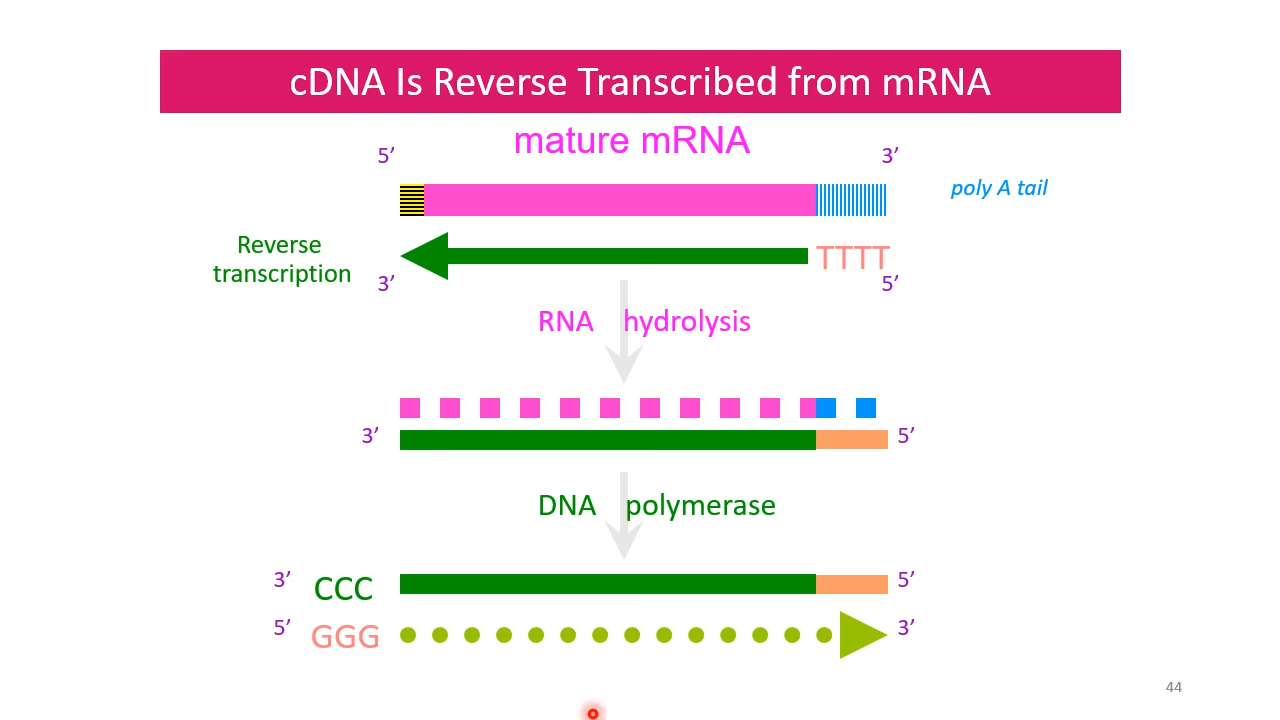 cDNA Is Reverse Transcribed from mRNA
mature mRNA
5’
3’
poly A tail
Reverse
transcription
TTTT
3’
5’
RNA hydrolysis
3’
5’
DNA polymerase
3’
CCC
5’
5’
GGG
3’
44